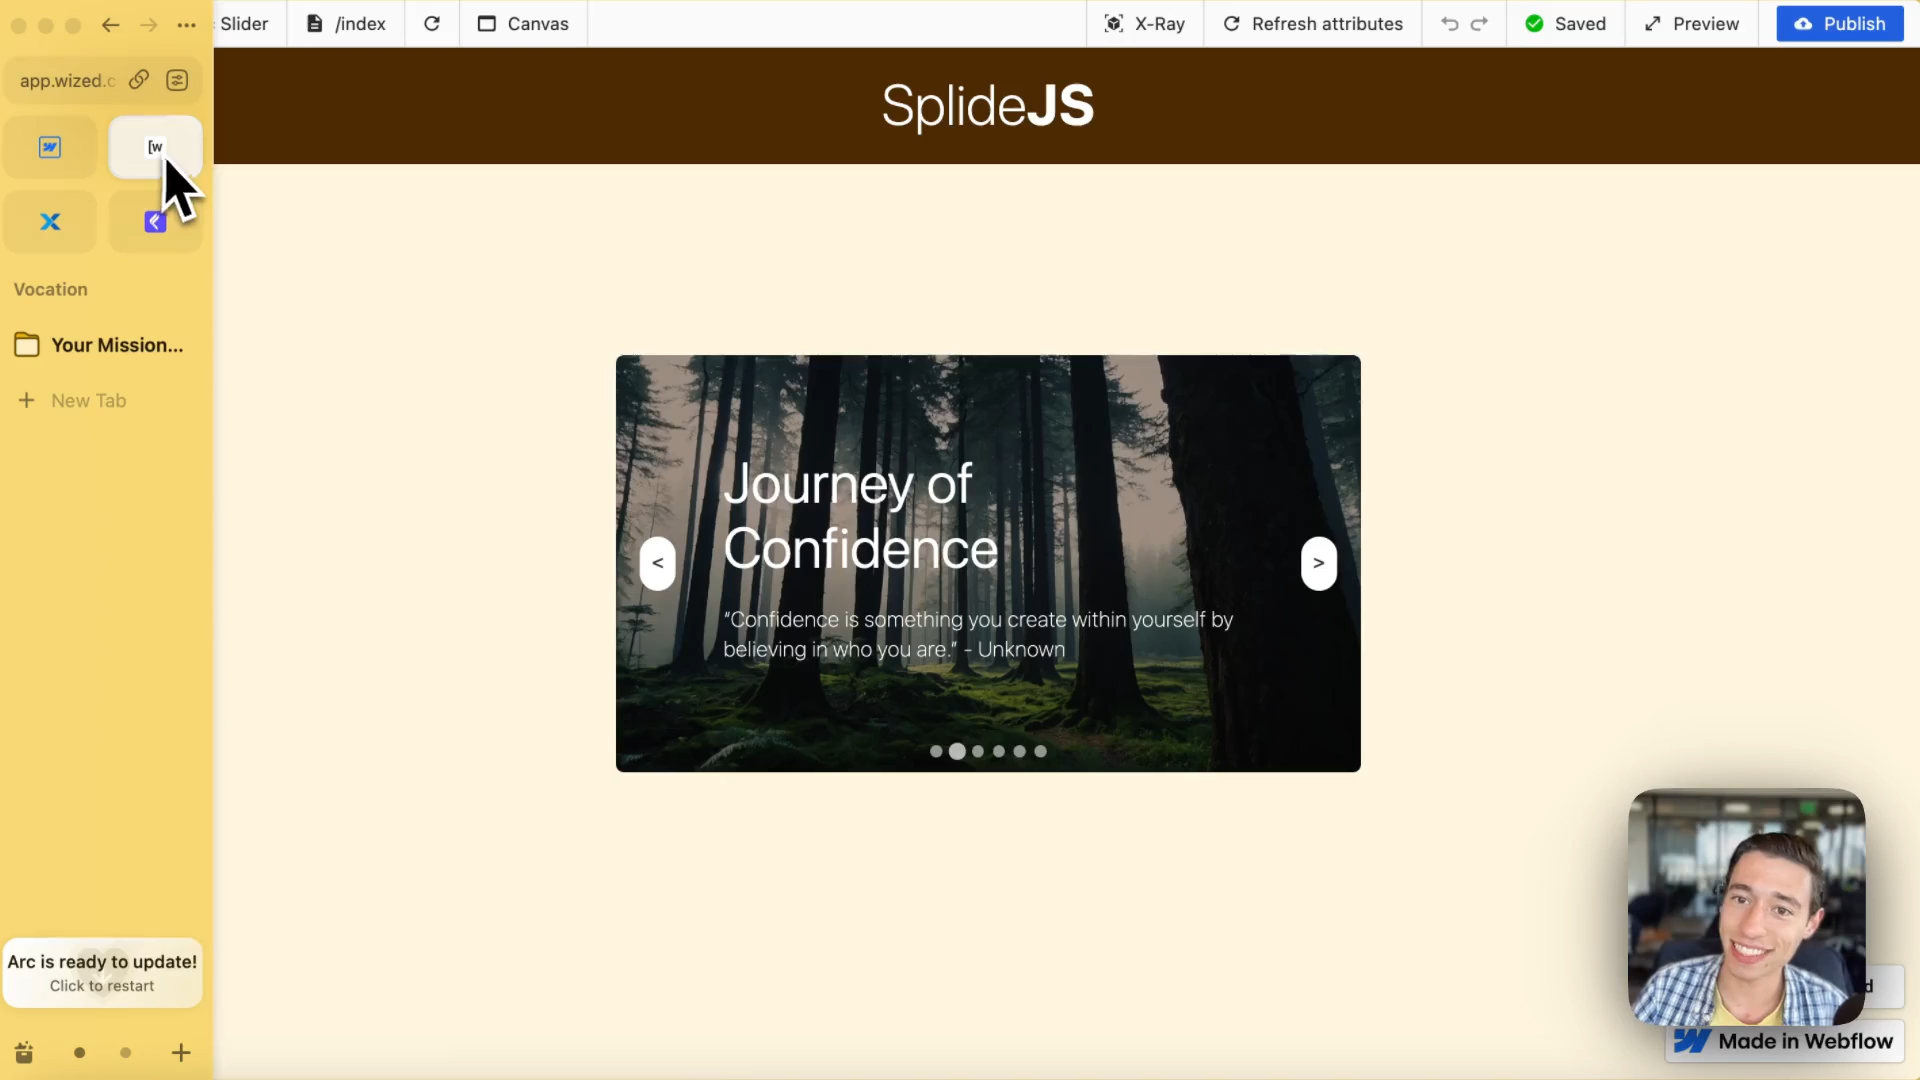 Slider
/index
Canvas
X-Ray
Refresh attributes
Saved
Preview
Publish
app.wized.c
[w
Vocation
Your Mission...
New Tab
Arc is ready to update!
Click to restart
SplideJS
Journey of
Confidence
<
>
"Confidence is something you create within yourself by
believing in who you are." - Unknown
d
Made in Webflow